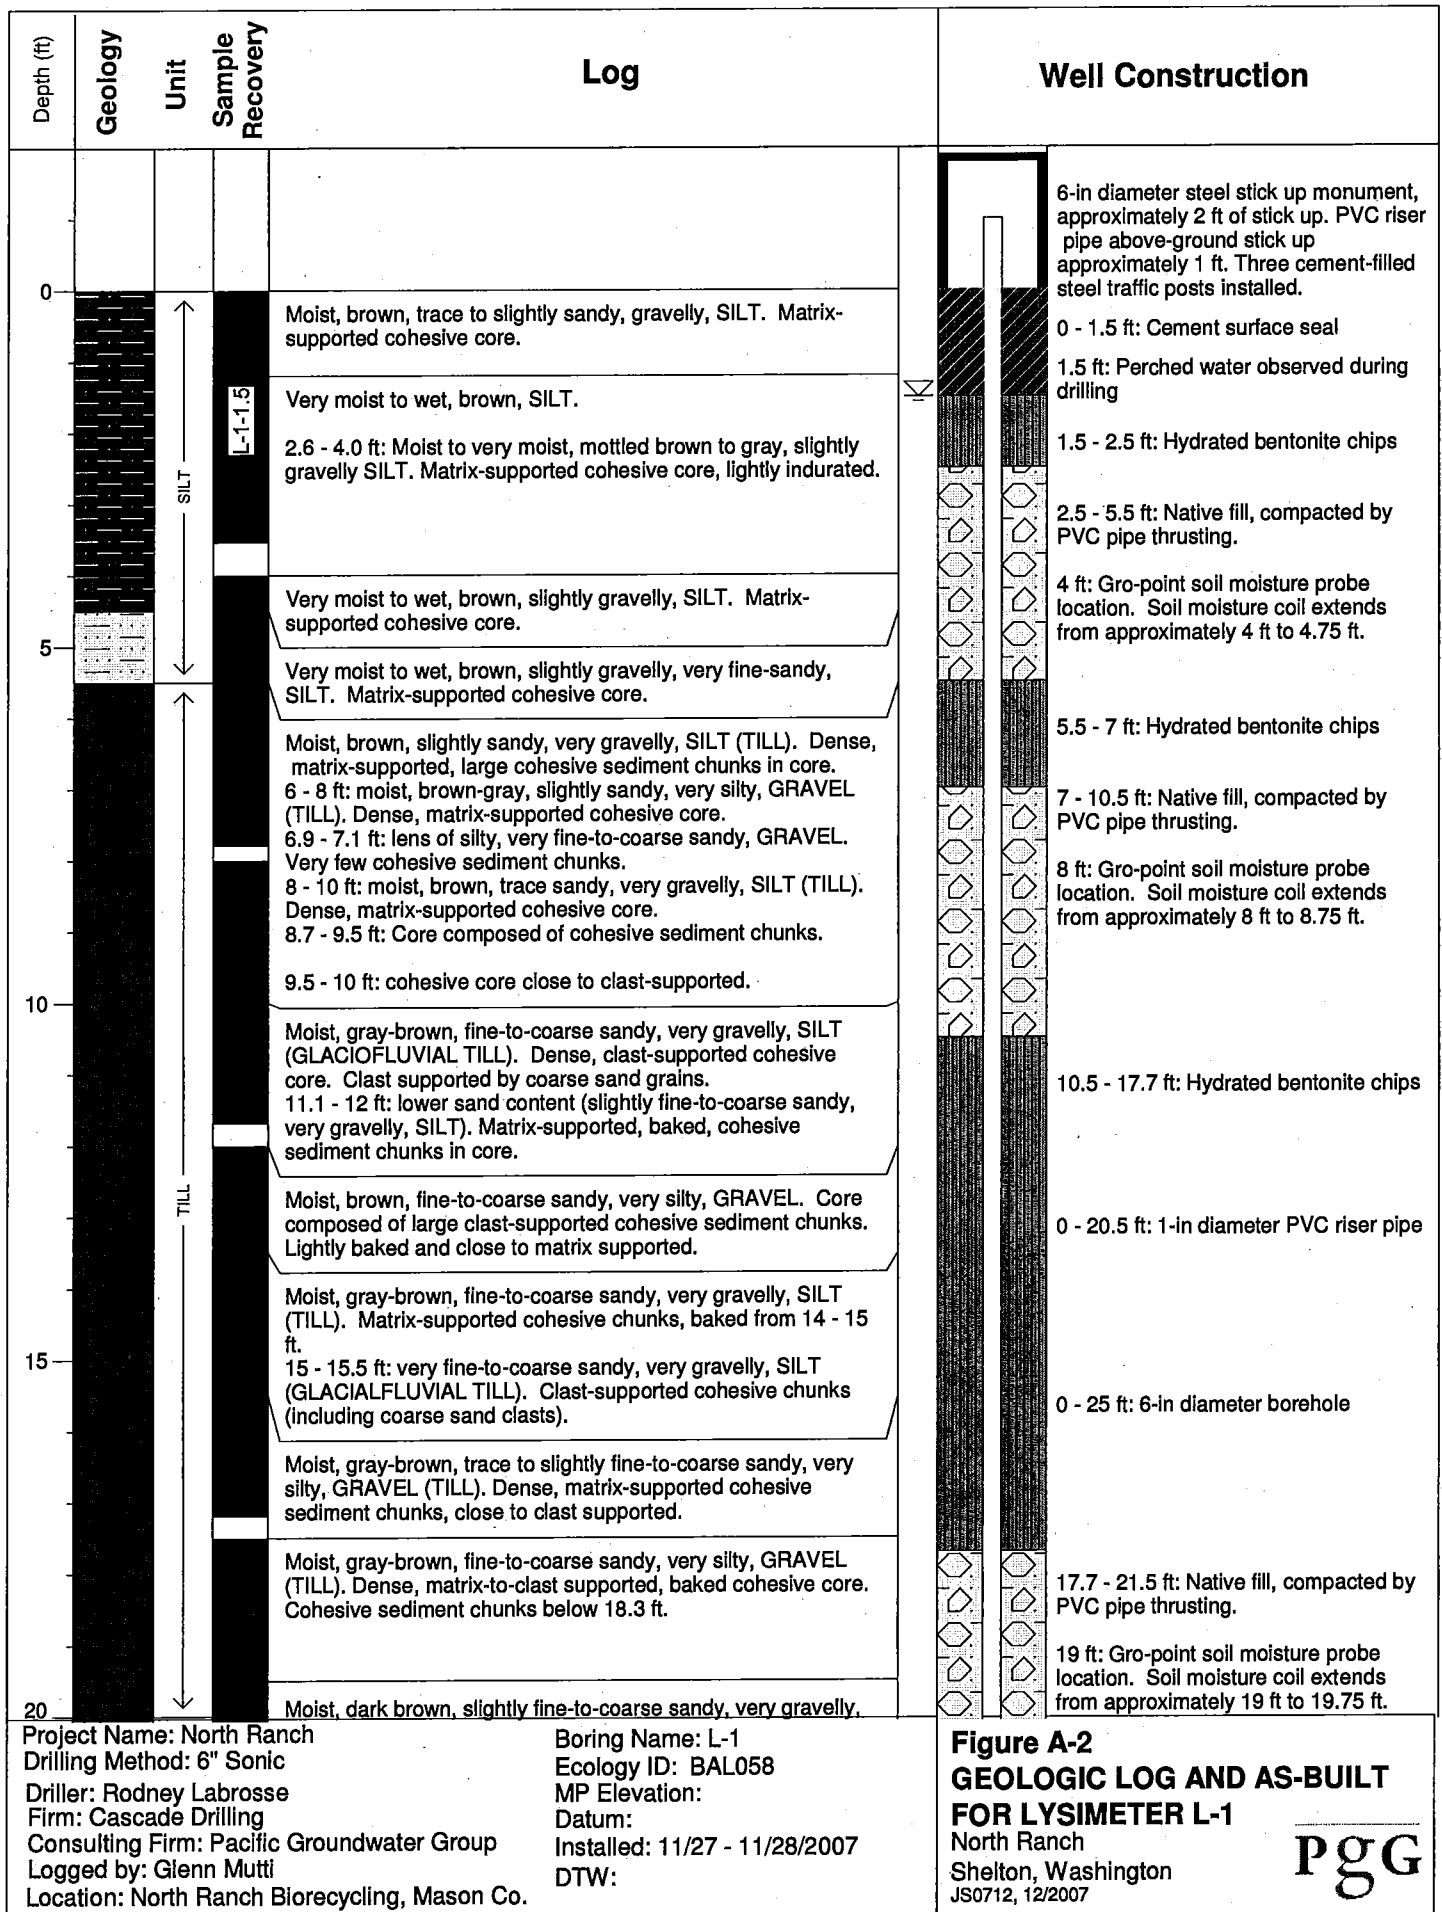 Depth (ft)
Geology
Unit
Sample
Recovery
Log
Well Construction
0
5
10
15
20
SILT
TILL
L-1-1.5
Moist, brown, trace to slightly sandy, gravelly, SILT. Matrix-
supported cohesive core.
Very moist to wet, brown, SILT.
2.6 - 4.0 ft: Moist to very moist, mottled brown to gray, slightly
gravelly SILT. Matrix-supported cohesive core, lightly indurated.
Very moist to wet, brown, slightly gravelly, SILT. Matrix-
supported cohesive core.
Very moist to wet, brown, slightly gravelly, very fine-sandy,
SILT. Matrix-supported cohesive core.
Moist, brown, slightly sandy, very gravelly, SILT (TILL). Dense,
matrix-supported, large cohesive sediment chunks in core.
6 - 8 ft: moist, brown-gray, slightly sandy, very silty, GRAVEL
(TILL). Dense, matrix-supported cohesive core.
6.9 - 7.1 ft: lens of silty, very fine-to-coarse sandy, GRAVEL.
Very few cohesive sediment chunks.
8 - 10 ft: moist, brown, trace sandy, very gravelly, SILT (TILL).
Dense, matrix-supported cohesive core.
8.7 - 9.5 ft: Core composed of cohesive sediment chunks.
9.5 - 10 ft: cohesive core close to clast-supported.
Moist, gray-brown, fine-to-coarse sandy, very gravelly, SILT
(GLACIOFLUVIAL TILL). Dense, clast-supported cohesive
core. Clast supported by coarse sand grains.
11.1 - 12 ft: lower sand content (slightly fine-to-coarse sandy,
very gravelly, SILT). Matrix-supported, baked, cohesive
sediment chunks in core.
Moist, brown, fine-to-coarse sandy, very silty, GRAVEL. Core
composed of large clast-supported cohesive sediment chunks.
Lightly baked and close to matrix supported.
Moist, gray-brown, fine-to-coarse sandy, very gravelly, SILT
(TILL). Matrix-supported cohesive chunks, baked from 14 - 15
ft.
15 - 15.5 ft: very fine-to-coarse sandy, very gravelly, SILT
(GLACIALFLUVIAL TILL). Clast-supported cohesive chunks
(including coarse sand clasts).
Moist, gray-brown, trace to slightly fine-to-coarse sandy, very
silty, GRAVEL (TILL). Dense, matrix-supported cohesive
sediment chunks, close to clast supported.
Moist, gray-brown, fine-to-coarse sandy, very silty, GRAVEL
(TILL). Dense, matrix-to-clast supported, baked cohesive core.
Cohesive sediment chunks below 18.3 ft.
Moist, dark brown, slightly fine-to-coarse sandy, very gravelly,
6-in diameter steel stick up monument,
approximately 2 ft of stick up. PVC riser
pipe above-ground stick up
approximately 1 ft. Three cement-filled
steel traffic posts installed.
0 - 1.5 ft: Cement surface seal
1.5 ft: Perched water observed during
drilling
1.5 - 2.5 ft: Hydrated bentonite chips
2.5 - 5.5 ft: Native fill, compacted by
PVC pipe thrusting.
4 ft: Gro-point soil moisture probe
location. Soil moisture coil extends
from approximately 4 ft to 4.75 ft.
5.5 - 7 ft: Hydrated bentonite chips
7 - 10.5 ft: Native fill, compacted by
PVC pipe thrusting.
8 ft: Gro-point soil moisture probe
location. Soil moisture coil extends
from approximately 8 ft to 8.75 ft.
10.5 - 17.7 ft: Hydrated bentonite chips
0 - 20.5 ft: 1-in diameter PVC riser pipe
0 - 25 ft: 6-in diameter borehole
17.7 - 21.5 ft: Native fill, compacted by
PVC pipe thrusting.
19 ft: Gro-point soil moisture probe
location. Soil moisture coil extends
from approximately 19 ft to 19.75 ft.
Project Name: North Ranch
Drilling Method: 6" Sonic
Driller: Rodney Labrosse
Firm: Cascade Drilling
Consulting Firm: Pacific Groundwater Group
Logged by: Glenn Mutti
Location: North Ranch Biorecycling, Mason Co.
Boring Name: L-1
Ecology ID: BAL058
MP Elevation:
Datum:
Installed: 11/27 - 11/28/2007
DTW:
Figure A-2
GEOLOGIC LOG AND AS-BUILT
FOR LYSIMETER L-1
North Ranch
Shelton, Washington
JS0712, 12/2007
PgG